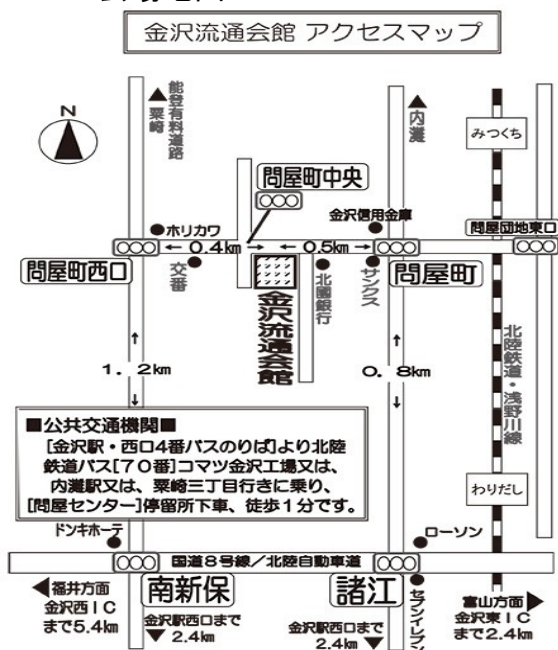 金沢流通会館 アクセスマップ
N
▲
粟崎
能登有料道路
▲
内灘
みつくち
問屋町中央
ホリカワ
金沢信用金庫
問屋団地東口
←0.4km→
←0.5km→
問屋町西口
交番
金沢流通会館
北國銀行
サンクス
問屋町
北陸鉄道・浅野川線
1.2km
0.8km
■公共交通機関■
[金沢駅・西口4番バスのりば]より北陸
鉄道バス[70番]コマツ金沢工場又は、
内灘駅又は、粟崎三丁目行きに乗り、
[問屋センター]停留所下車、徒歩1分です。
わりだし
ドンキホーテ
ローソン
国道8号線/北陸自動車道
◀福井方面
金沢西IC
まで5.4km
南新保
金沢駅西口まで
▼ 2.4km
諸江
金沢駅西口まで
2.4km▼
セブンイレブン
富山方面▶
金沢東IC
まで2.4km